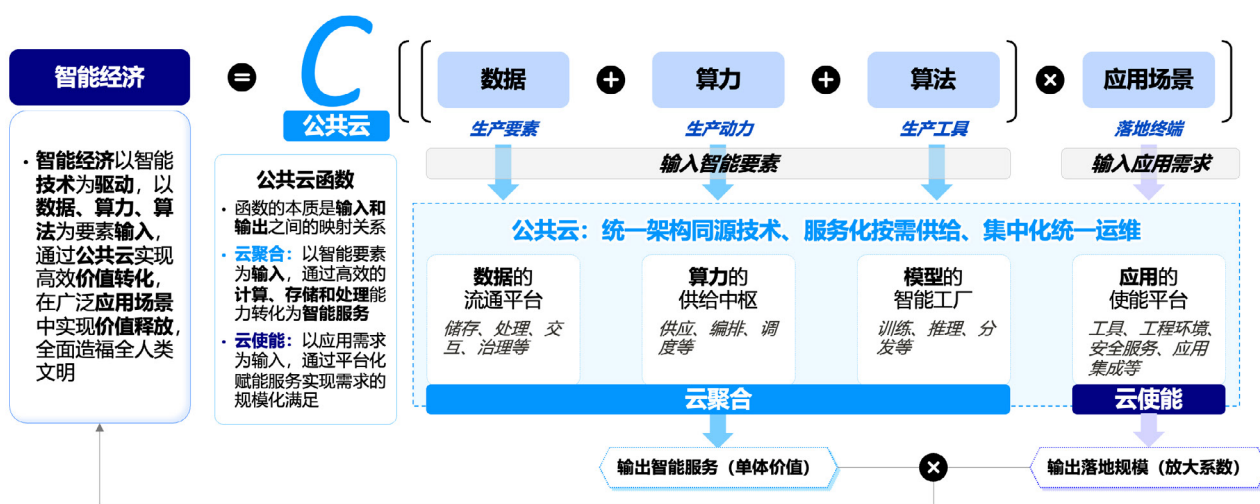 智能经济
=
C
公共云
数据
+
算力
+
算法
×
应用场景
生产要素
生产动力
生产工具
落地终端
输入智能要素
输入应用需求
• 智能经济以智能
技术为驱动，以
数据、算力、算
法为要素输入，
通过公共云实现
高效价值转化，
在广泛应用场景
中实现价值释放，
全面造福全人类
文明
公共云函数
• 函数的本质是输入和
输出之间的映射关系
• 云聚合：以智能要素
为输入，通过高效的
计算、存储和处理能
力转化为智能服务
• 云使能：以应用需求
为输入，通过平台化
赋能服务实现需求的
规模化满足
公共云：统一架构同源技术、服务化按需供给、集中化统一运维
数据的
流通平台
储存、处理、交
互、治理等
算力的
供给中枢
供应、编排、调
度等
模型的
智能工厂
训练、推理、分
发等
应用的
使能平台
工具、工程环境、
安全服务、应用
集成等
云聚合
云使能
输出智能服务（单体价值）
×
输出落地规模（放大系数）